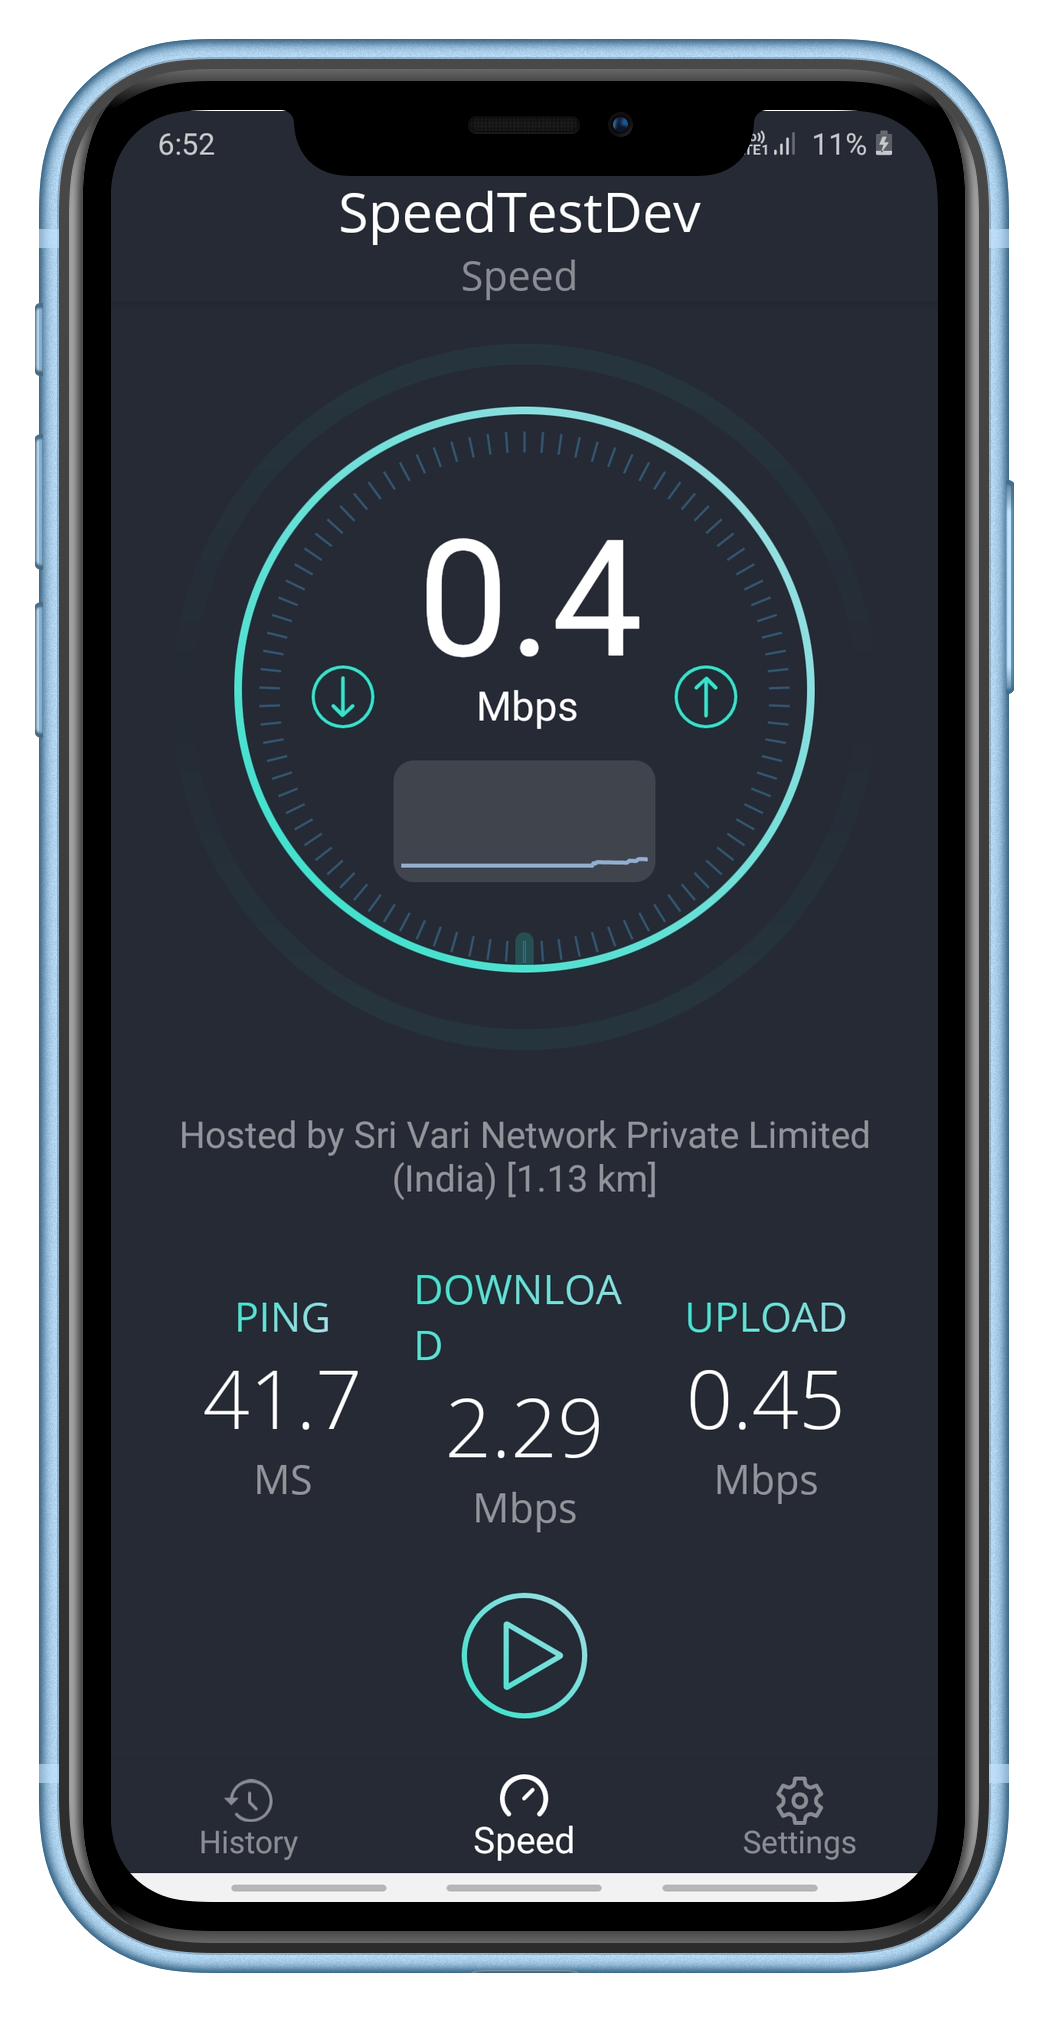 6:52
11%
SpeedTestDev
Speed
0.4
Mbps
Hosted by Sri Vari Network Private Limited
(India) [1.13 km]
PING
DOWNLOA
D
UPLOAD
41.7
2.29
0.45
MS
Mbps
Mbps
History
Speed
Settings